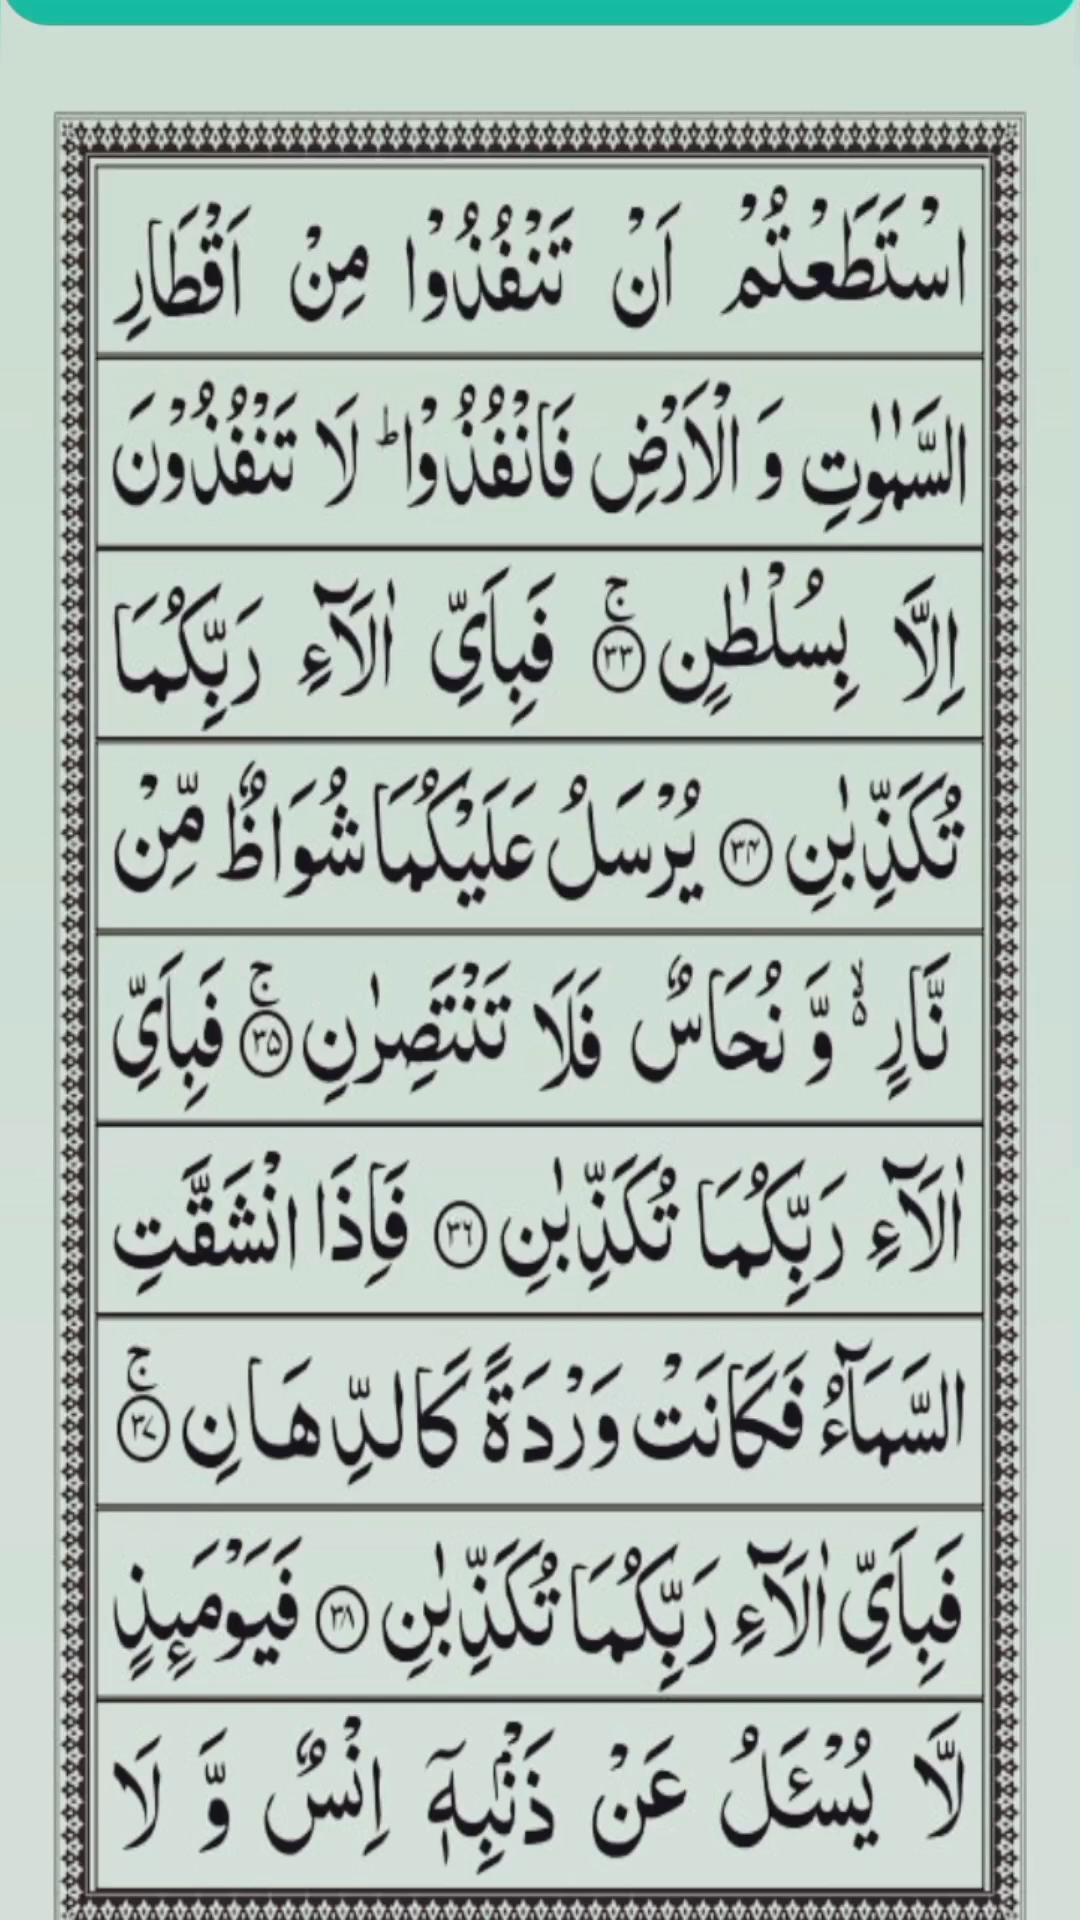 اسْتَطَعْتُمْ اَنْ تَنْفُذُوْا مِنْ اَقْطَارِ
السَّمٰوٰتِ وَ الْاَرْضِ فَانْفُذُوْا ؕ لَا تَنْفُذُوْنَ
اِلَّا بِسُلْطٰنٍ ۚ ﴿۳۳﴾ فَبِاَیِّ اٰلَآءِ رَبِّكُمَا
تُكَذِّبٰنِ ﴿۳۴﴾ یُرْسَلُ عَلَیْكُمَا شُوَاظٌ مِّنْ
نَّارٍ ۙ۬ وَّ نُحَاسٌ فَلَا تَنْتَصِرٰنِ ۚ ﴿۳۵﴾ فَبِاَیِّ
اٰلَآءِ رَبِّكُمَا تُكَذِّبٰنِ ﴿۳۶﴾ فَاِذَا انْشَقَّتِ
السَّمَآءُ فَكَانَتْ وَرْدَةً كَالدِّهَانِ ۚ ﴿۳۷﴾
فَبِاَیِّ اٰلَآءِ رَبِّكُمَا تُكَذِّبٰنِ ﴿۳۸﴾ فَیَوْمَىِٕذٍ
لَّا یُسْـَٔلُ عَنْ ذَنْۢبِهٖۤ اِنْسٌ وَّ لَا